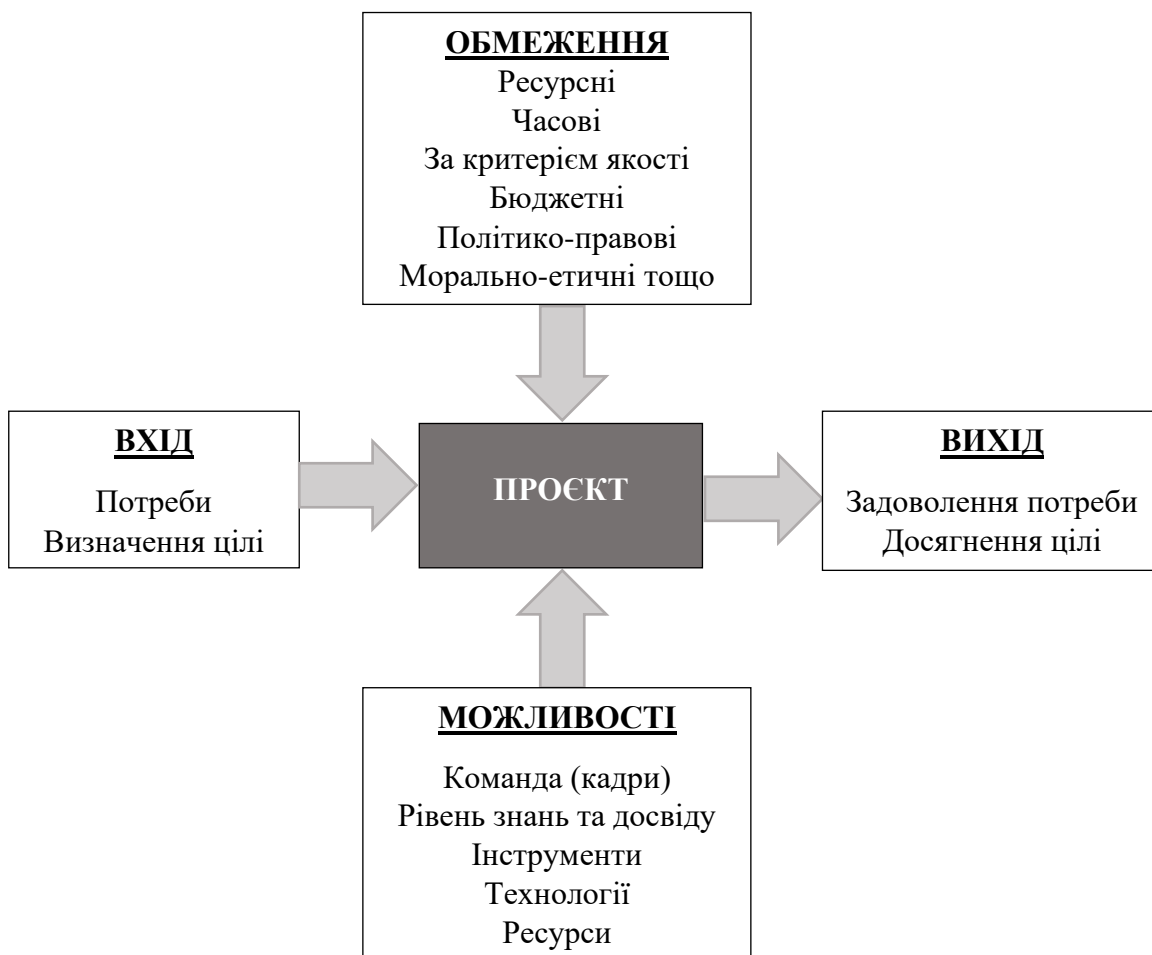 ОБМЕЖЕННЯ
Ресурсні
Часові
За критерієм якості
Бюджетні
Політико-правові
Морально-етичні тощо
ВХІД
Потреби
Визначення цілі
ПРОЄКТ
ВИХІД
Задоволення потреби
Досягнення цілі
МОЖЛИВОСТІ
Команда (кадри)
Рівень знань та досвіду
Інструменти
Технології
Ресурси